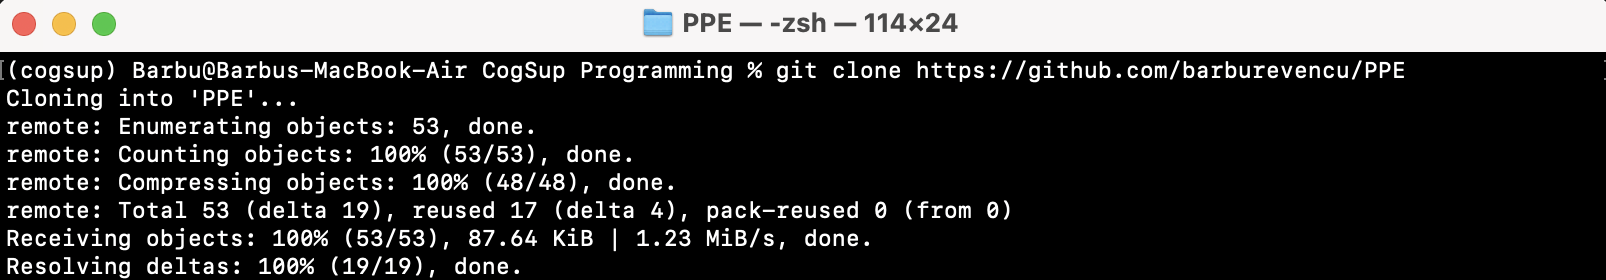 PPE — -zsh — 114×24
(cogsup) Barbu@Barbus-MacBook-Air CogSup Programming % git clone https://github.com/barburevencu/PPE
Cloning into 'PPE'...
remote: Enumerating objects: 53, done.
remote: Counting objects: 100% (53/53), done.
remote: Compressing objects: 100% (48/48), done.
remote: Total 53 (delta 19), reused 17 (delta 4), pack-reused 0 (from 0)
Receiving objects: 100% (53/53), 87.64 KiB | 1.23 MiB/s, done.
Resolving deltas: 100% (19/19), done.